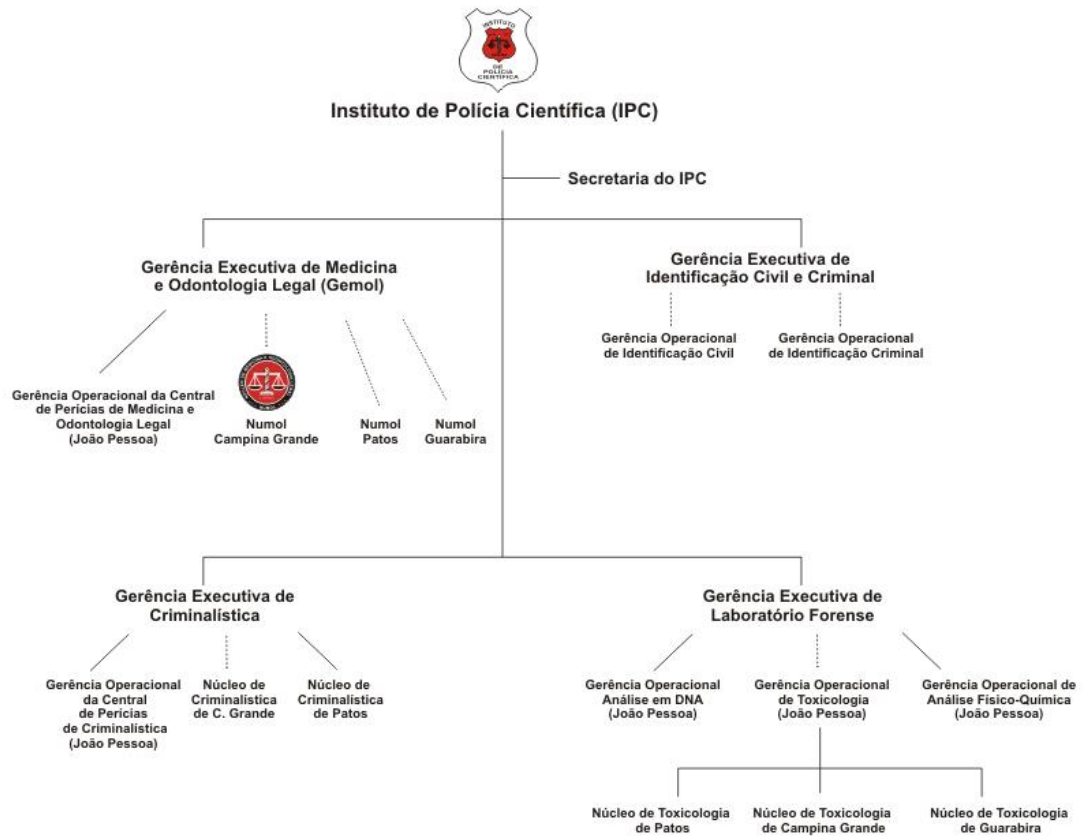 INSTITUTO
DE
POLÍCIA
CIENTÍFICA
Instituto de Polícia Científica (IPC)
Secretaria do IPC
Gerência Executiva de Medicina
e Odontologia Legal (Gemol)
Gerência Executiva de
Identificação Civil e Criminal
Gerência Operacional
de Identificação Civil
Gerência Operacional
de Identificação Criminal
Gerência Operacional da Central
de Perícias de Medicina e
Odontologia Legal
(João Pessoa)
Numol
Campina Grande
Numol
Patos
Numol
Guarabira
Gerência Executiva de
Criminalística
Gerência Executiva de
Laboratório Forense
Gerência Operacional
da Central
de Perícias
de Criminalística
(João Pessoa)
Núcleo de
Criminalística
de C. Grande
Núcleo de
Criminalística
de Patos
Gerência Operacional
Análise em DNA
(João Pessoa)
Gerência Operacional
de Toxicologia
(João Pessoa)
Gerência Operacional de
Análise Físico-Química
(João Pessoa)
Núcleo de Toxicologia
de Patos
Núcleo de Toxicologia
de Campina Grande
Núcleo de Toxicologia
de Guarabira